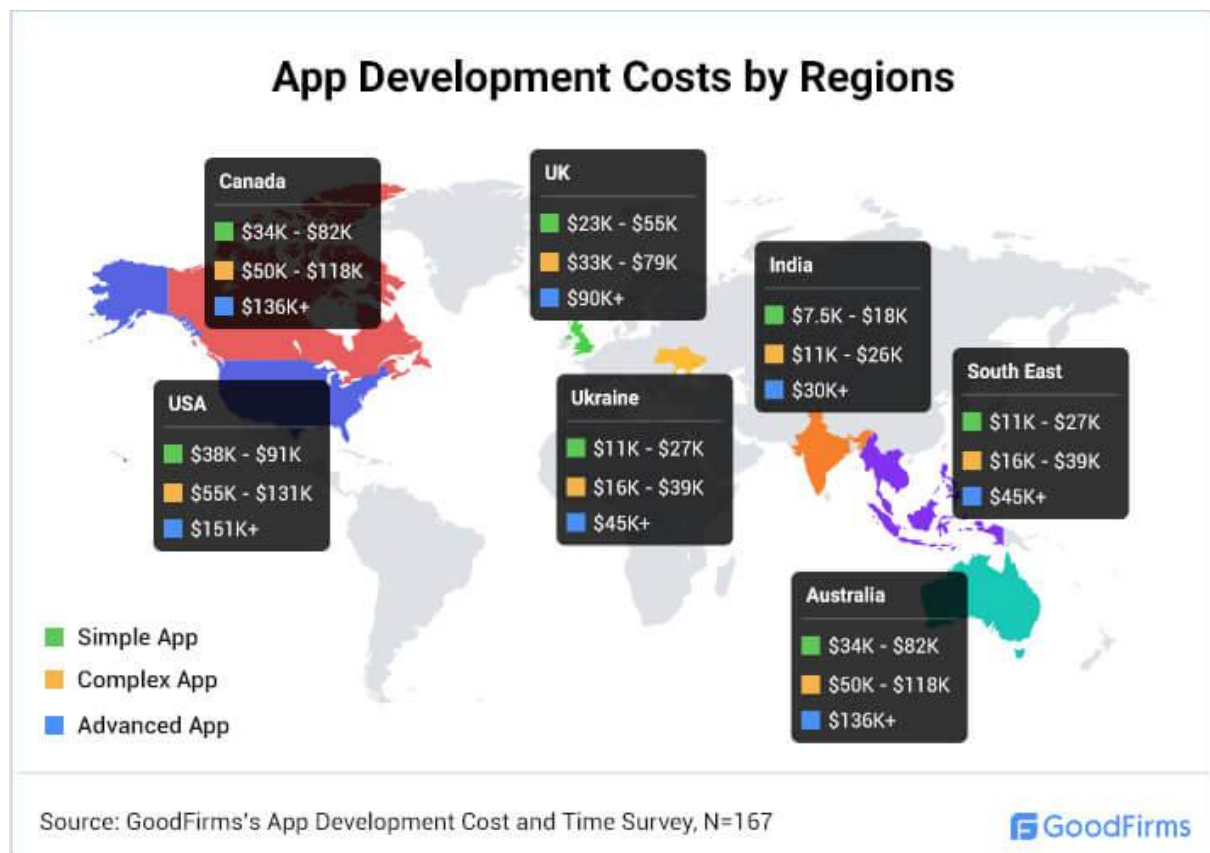 App Development Costs by Regions
Canada
$34K - $82K
$50K - $118K
$136K+
UK
$23K - $55K
$33K - $79K
$90K+
India
$7.5K - $18K
$11K - $26K
$30K+
South East
$11K - $27K
$16K - $39K
$45K+
USA
$38K - $91K
$55K - $131K
$151K+
Ukraine
$11K - $27K
$16K - $39K
$45K+
Australia
$34K - $82K
$50K - $118K
$136K+
Simple App
Complex App
Advanced App
Source: GoodFirms's App Development Cost and Time Survey, N=167
GoodFirms